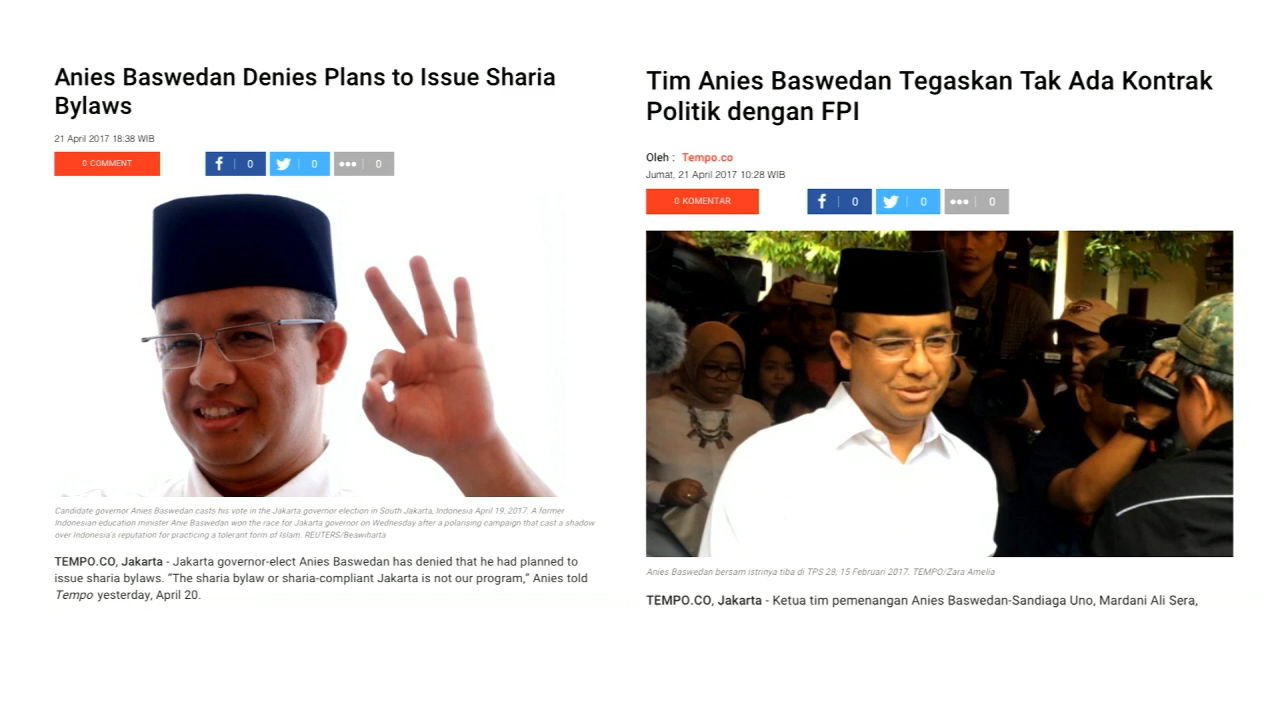 Anies Baswedan Denies Plans to Issue Sharia
Bylaws
21 April 2017 18:38 WIB
0 COMMENT
f | 0
| 0
••• | 0
Candidate governor Anies Baswedan casts his vote in the Jakarta governor election in South Jakarta, Indonesia April 19, 2017. A former
Indonesian education minister Anie Baswedan won the race for Jakarta governor on Wednesday after a polarising campaign that cast a shadow
over Indonesia's reputation for practicing a tolerant form of Islam. REUTERS/Beawiharta
TEMPO.CO, Jakarta - Jakarta governor-elect Anies Baswedan has denied that he had planned to
issue sharia bylaws. “The sharia bylaw or sharia-compliant Jakarta is not our program,” Anies told
Tempo yesterday, April 20.
Tim Anies Baswedan Tegaskan Tak Ada Kontrak
Politik dengan FPI
Oleh : Tempo.co
Jumat, 21 April 2017 10:28 WIB
0 KOMENTAR
f | 0
| 0
••• | 0
Anies Baswedan bersam istrinya tiba di TPS 28, 15 Februari 2017. TEMPO/Zara Amelia
TEMPO.CO, Jakarta - Ketua tim pemenangan Anies Baswedan-Sandiaga Uno, Mardani Ali Sera,